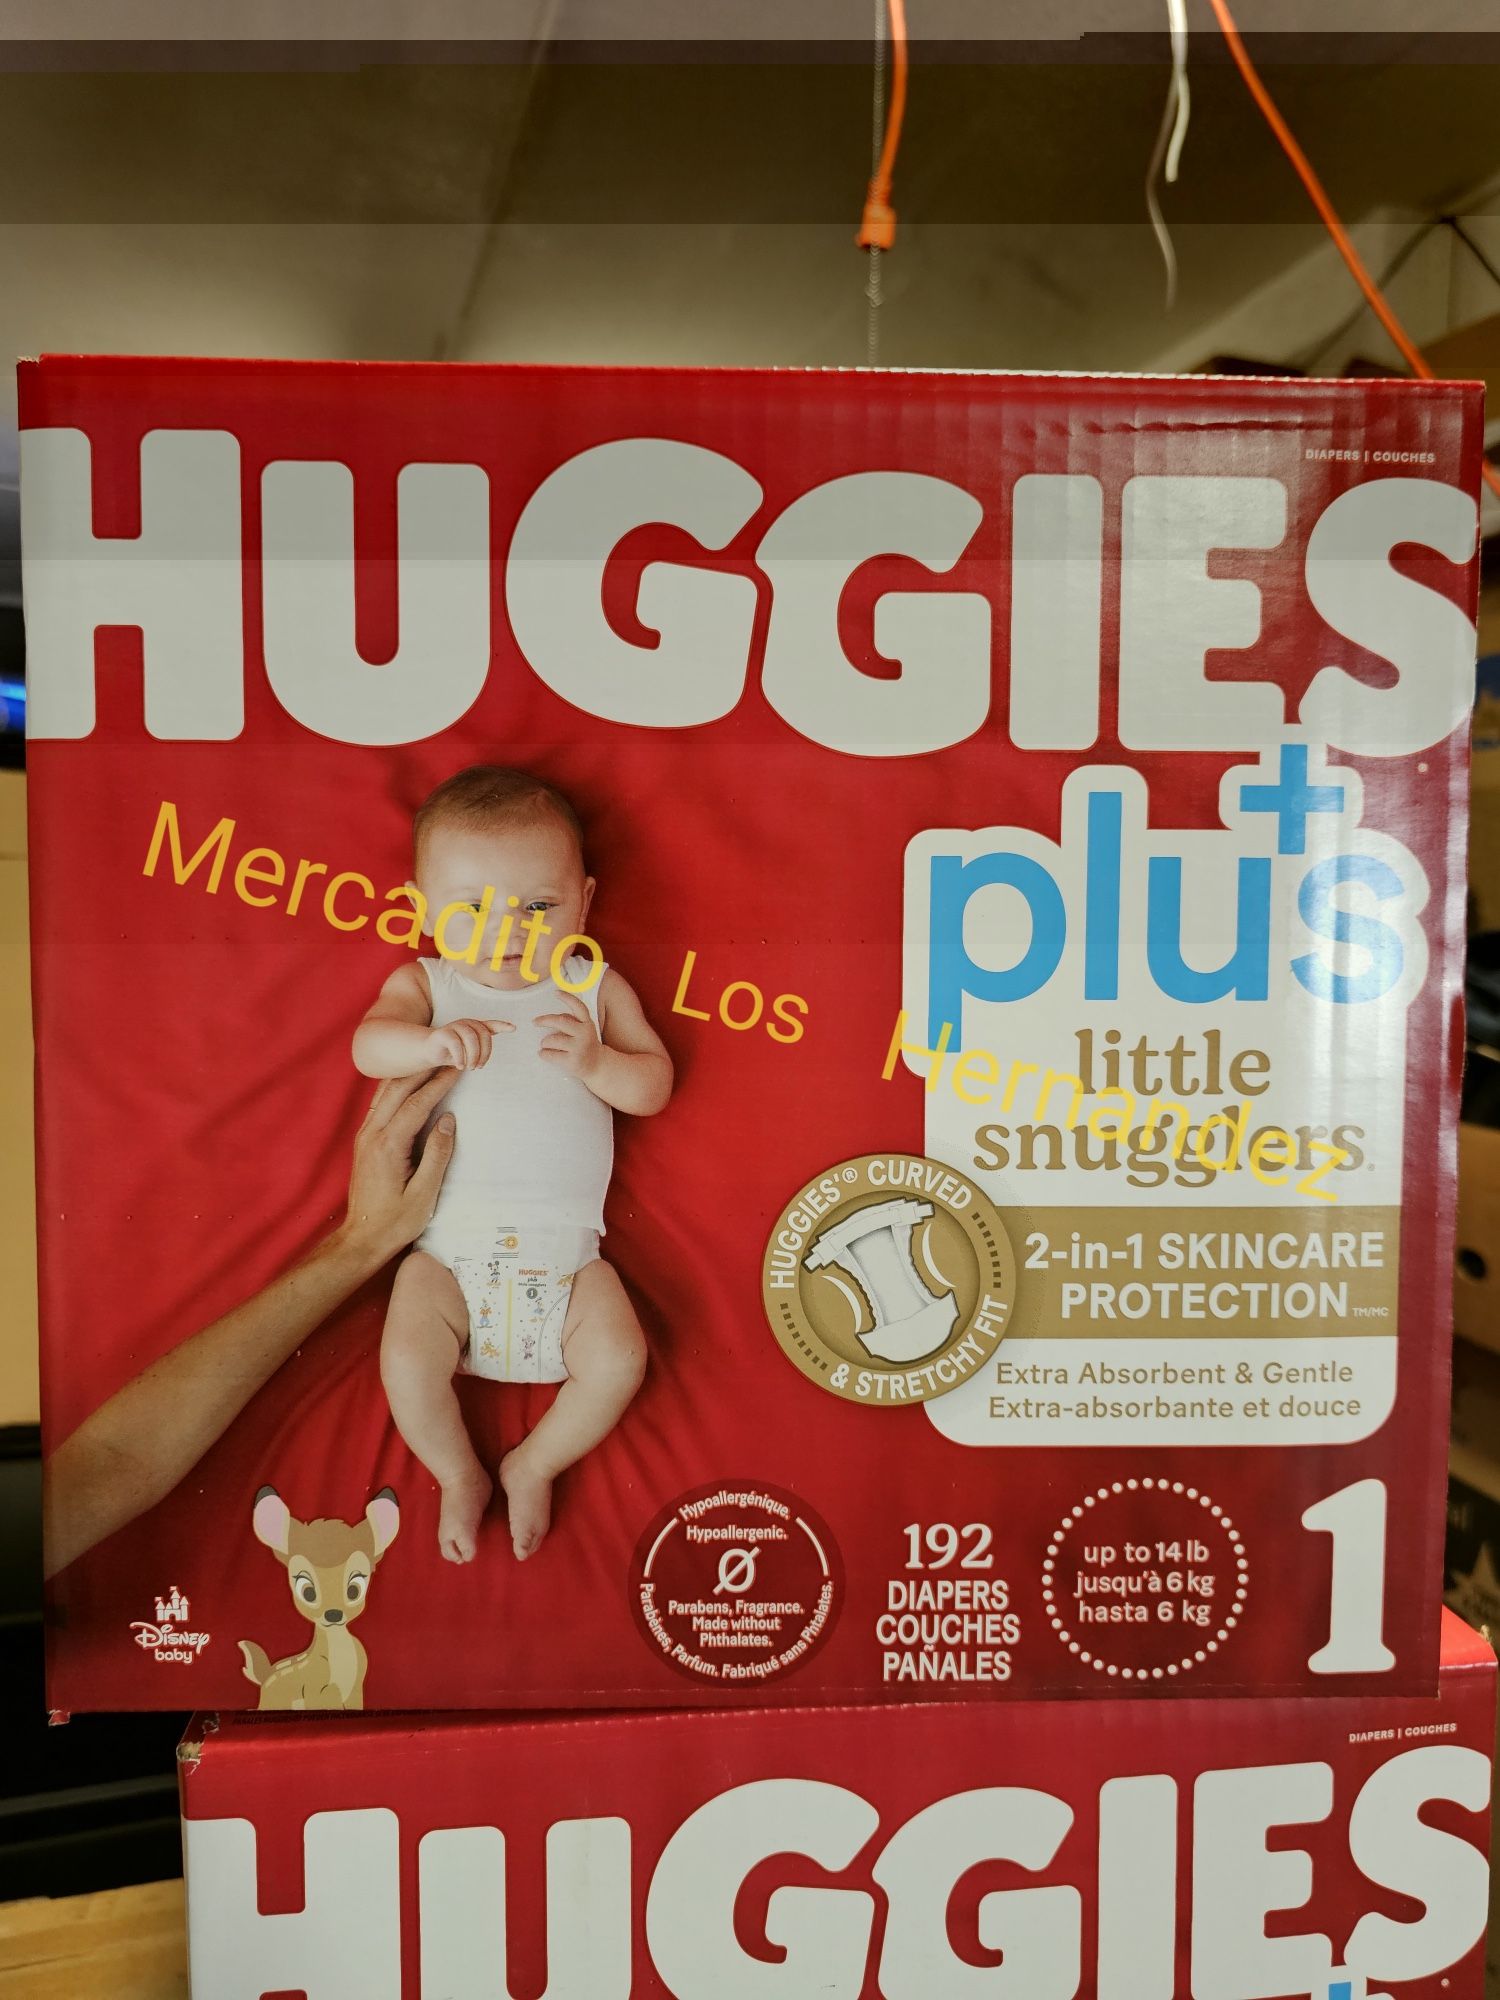 DIAPERS | COUCHES
HUGGIES
plus+
Mercadito Los Hernandez
little
snugglers®
HUGGIES'® CURVED
& STRETCHY FIT
2-in-1 SKINCARE
PROTECTION TM/MC
Extra Absorbent & Gentle
Extra-absorbante et douce
HUGGIES
plus
1
Disney
baby
Hypoallergénique.
Hypoallergenic.
Parabens, Fragrance.
Made without
Phthalates.
Parabènes, Parfum. Fabriqué sans Phtalates.
192
DIAPERS
COUCHES
PAÑALES
up to 14 lb
jusqu'à 6 kg
hasta 6 kg
1
DIAPERS | COUCHES
HUGGIES